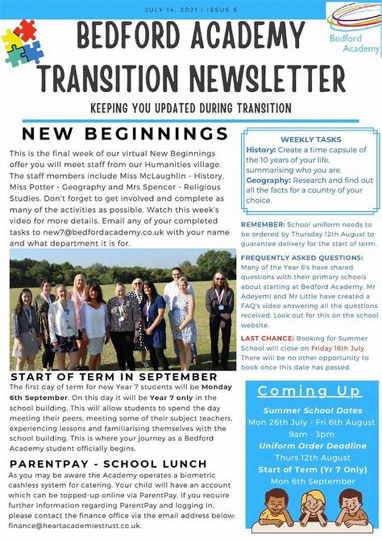 JULY 14, 2021 | ISSUE 6
BEDFORD ACADEMY
TRANSITION NEWSLETTER
KEEPING YOU UPDATED DURING TRANSITION
Bedford
Academy
NEW BEGINNINGS
This is the final week of our virtual New Beginnings
offer you will meet staff from our Humanities village.
The staff members include Miss McLaughlin - History,
Miss Potter - Geography and Mrs Spencer - Religious
Studies. Don't forget to get involved and complete as
many of the activities as possible. Watch this week's
video for more details. Email any of your completed
tasks to new7@bedfordacademy.co.uk with your name
and what department it is for.
START OF TERM IN SEPTEMBER
The first day of term for new Year 7 students will be Monday
6th September. On this day it will be Year 7 only in the
school building. This will allow students to spend the day
meeting their peers, meeting some of their subject teachers,
experiencing lessons and familiarising themselves with the
school building. This is where your journey as a Bedford
Academy student officially begins.
PARENTPAY - SCHOOL LUNCH
As you may be aware the Academy operates a biometric
cashless system for catering. Your child will have an account
which can be topped-up online via ParentPay. If you require
further information regarding ParentPay and logging in,
please contact the finance office via the email address below:
finance@heartacademiestrust.co.uk.
WEEKLY TASKS
History: Create a time capsule of
the 10 years of your life,
summarising who you are.
Geography: Research and find out
all the facts for a country of your
choice.
REMEMBER: School uniform needs to
be ordered by Thursday 12th August to
guarantee delivery for the start of term.
FREQUENTLY ASKED QUESTIONS:
Many of the Year 6's have shared
questions with their primary schools
about starting at Bedford Academy. Mr
Adeyemi and Mr Little have created a
FAQ's video answering all the questions
received. Look out for this on the school
website.
LAST CHANCE: Booking for Summer
School will close on Friday 16th July.
There will be no other opportunity to
book once this date has passed.
Coming Up
Summer School Dates
Mon 26th July - Fri 6th August
9am - 3pm
Uniform Order Deadline
Thurs 12th August
Start of Term (Yr 7 Only)
Mon 6th September